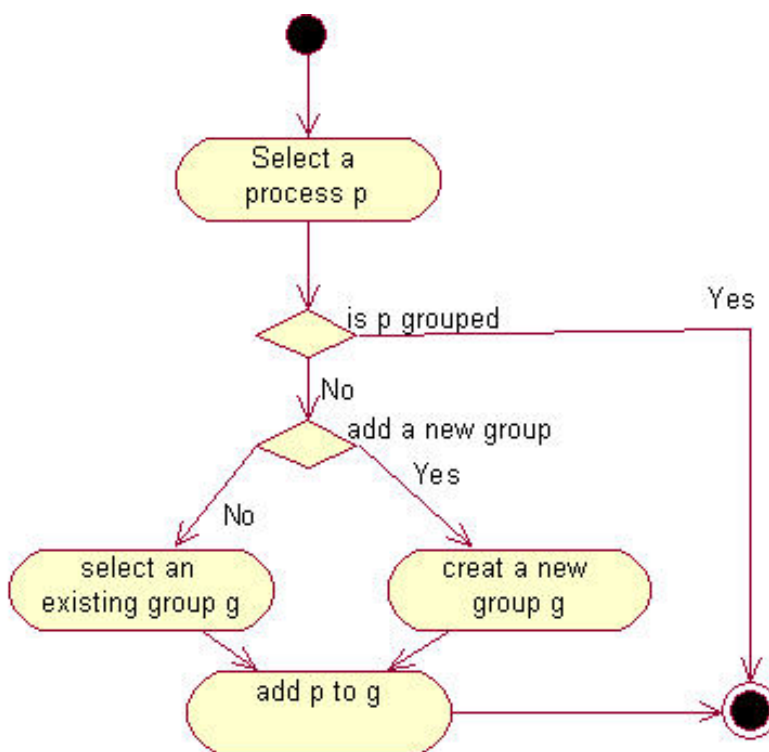 Select a
process p
Yes
is p grouped
No
add a new group
Yes
No
select an
existing group g
creat a new
group g
add p to g